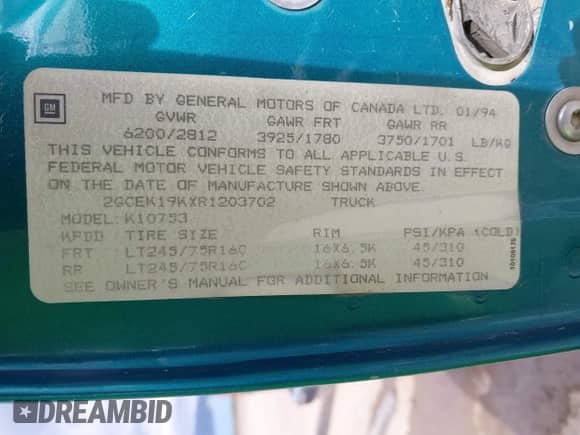 GM
MFD BY GENERAL MOTORS OF CANADA LTD. 01/94
GVWR GAWR FRT GAWR RR
6200/2812 3925/1780 3750/1701 LB/KG
THIS VEHICLE CONFORMS TO ALL APPLICABLE U.S.
FEDERAL MOTOR VEHICLE SAFETY STANDARDS IN EFFECT
ON THE DATE OF MANUFACTURE SHOWN ABOVE.
2GCEK19KXR1203702 TRUCK
MODEL: K10753
KFDD TIRE SIZE RIM PSI/KPA (COLD)
FRT LT245/75R16C 16X6.5K 45/310
RR LT245/75R16C 16X6.5K 45/310
SEE OWNER'S MANUAL FOR ADDITIONAL INFORMATION
DREAMBID